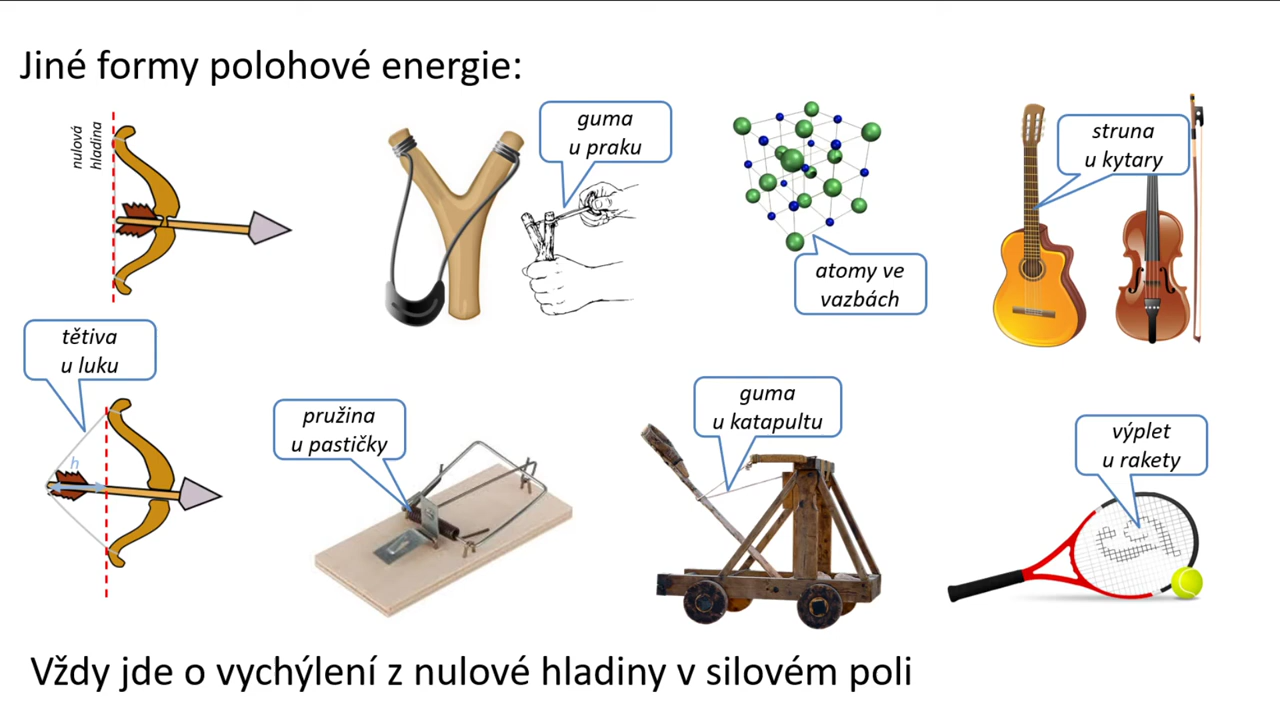 Jiné formy polohové energie:
nulová
hladina
guma
u praku
atomy ve
vazbách
struna
u kytary
tětiva
u luku
h
pružina
u pastičky
guma
u katapultu
výplet
u rakety
Vždy jde o vychýlení z nulové hladiny v silovém poli